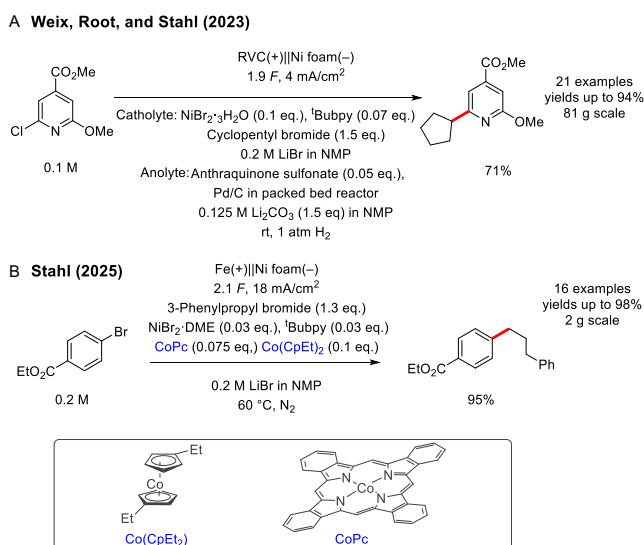 A Weix, Root, and Stahl (2023)
RVC(+)||Ni foam(–)
1.9 F, 4 mA/cm²
CO₂Me
Cl
N
OMe
0.1 M
Catholyte: NiBr₂•3H₂O (0.1 eq.), ᵗBubpy (0.07 eq.)
Cyclopentyl bromide (1.5 eq.)
0.2 M LiBr in NMP
Anolyte: Anthraquinone sulfonate (0.05 eq.),
Pd/C in packed bed reactor
0.125 M Li₂CO₃ (1.5 eq) in NMP
rt, 1 atm H₂
CO₂Me
N
OMe
71%
21 examples
yields up to 94%
81 g scale
B Stahl (2025)
Fe(+)||Ni foam(–)
2.1 F, 18 mA/cm²
3-Phenylpropyl bromide (1.3 eq.)
NiBr₂·DME (0.03 eq.), ᵗBubpy (0.03 eq.)
CoPc (0.075 eq,) Co(CpEt)₂ (0.1 eq.)
Br
EtO₂C
0.2 M
0.2 M LiBr in NMP
60 °C, N₂
EtO₂C
Ph
95%
16 examples
yields up to 98%
2 g scale
Et
Co
Et
Co(CpEt₂)
N
N
Co
N
N
CoPc